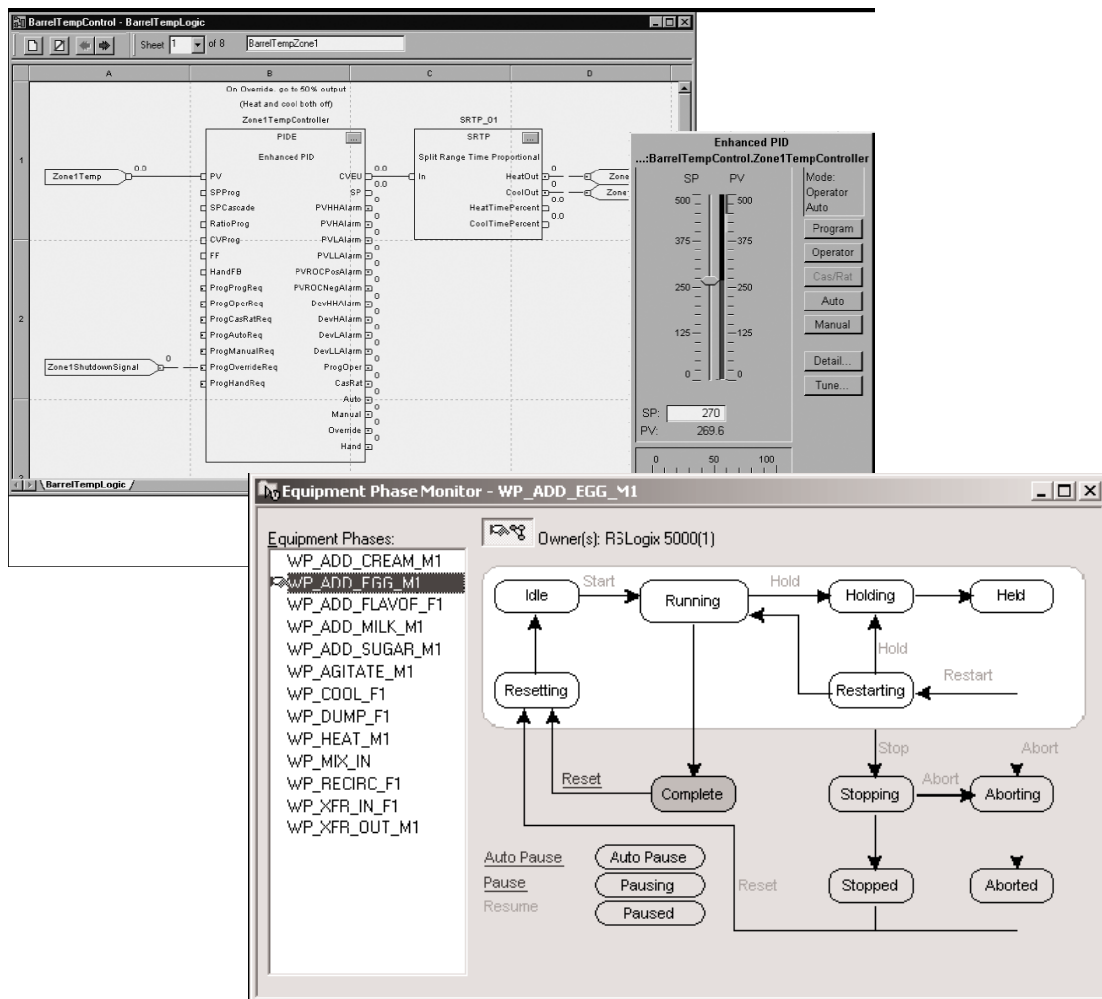 BarrelTempControl - BarrelTempLogic
Sheet 1 of 8 BarrelTempZone1
A B C D
On Override, go to 50% output
(Heat and cool both off)
Zone1TempController
PIDE
Enhanced PID
SRTP_01
SRTP
Split Range Time Proportional
1
Zone1Temp 0.0
PV CVEU 0.0
SPProg SP 0.0
SPCascade PVHHAlarm 0
RatioProg PVHAlarm 0
CVProg PVLAlarm 0
FF PVLLAlarm 0
HandFB PVROCPosAlarm 0
ProgProgReq PVROCNegAlarm 0
ProgOperReq DevHHAlarm 0
ProgCasRatReq DevHAlarm 0
ProgAutoReq DevLAlarm 0
ProgManualReq DevLLAlarm 0
ProgOverrideReq ProgOper 0
ProgHandReq CasRat 0
Auto 0
Manual 0
Override 0
Hand 0
2
Zone1ShutdownSignal 0
In HeatOut 0
CoolOut 0
HeatTimePercent 0.0
CoolTimePercent 0.0
Zone
Zone
BarrelTempLogic
Enhanced PID
...:BarrelTempControl.Zone1TempController
SP PV
500 500
375 375
250 250
125 125
0 0
Mode:
Operator
Auto
Program
Operator
Cas/Rat
Auto
Manual
Detail...
Tune...
SP: 270
PV: 269.6
0 50 100
Equipment Phase Monitor - WP_ADD_EGG_M1
Equipment Phases:
WP_ADD_CREAM_M1
WP_ADD_EGG_M1
WP_ADD_FLAVOF_F1
WP_ADD_MILK_M1
WP_ADD_SUGAR_M1
WP_AGITATE_M1
WP_COOL_F1
WP_DUMP_F1
WP_HEAT_M1
WP_MIX_IN
WP_RECIRC_F1
WP_XFR_IN_F1
WP_XFR_OUT_M1
Owner(s): RSLogix 5000(1)
Idle Start Running Hold Holding Held
Hold
Resetting Restarting Restart
Stop Abort
Reset Complete Stopping Abort Aborting
Auto Pause Auto Pause
Pause Pausing Reset Stopped Aborted
Resume Paused